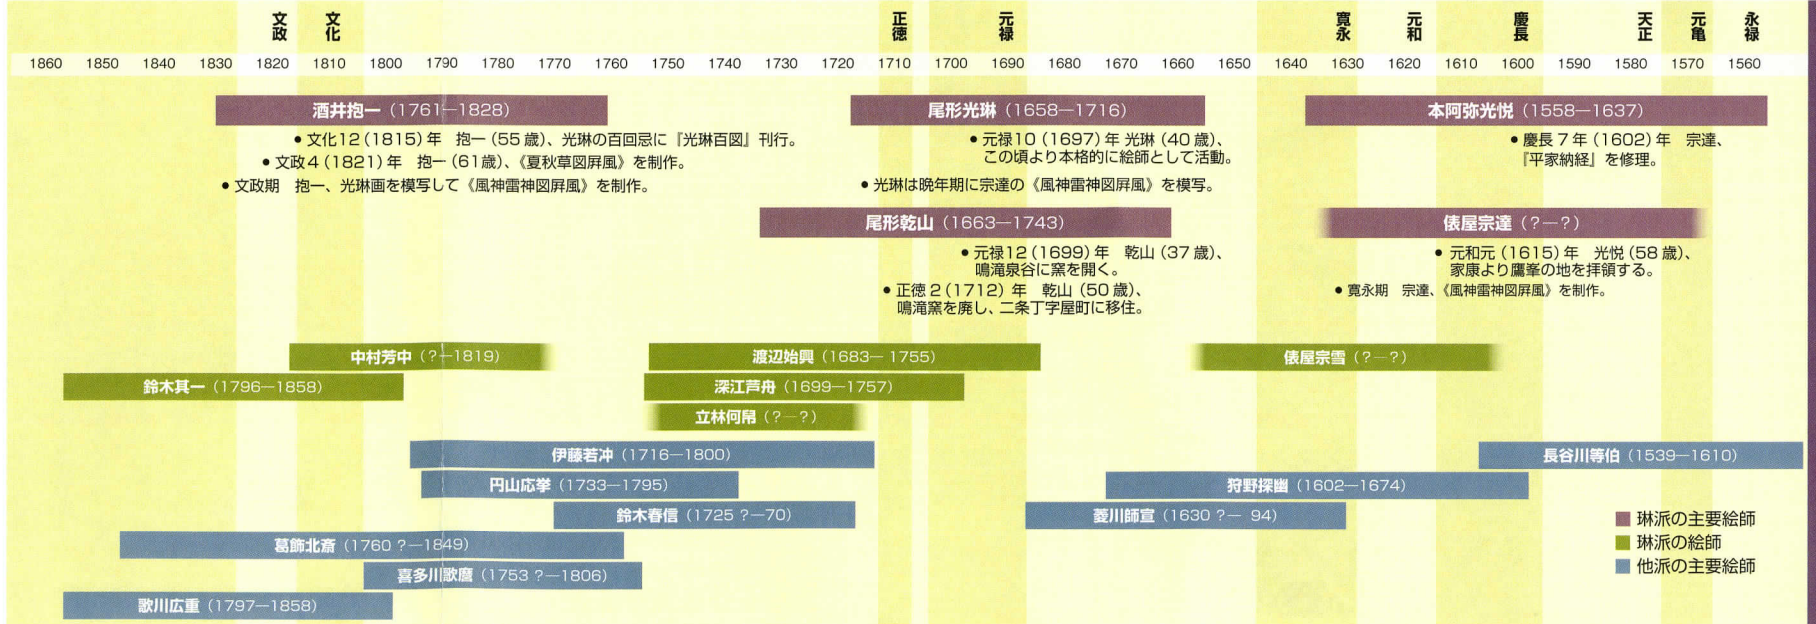 文政
文化
正徳
元禄
寛永
元和
慶長
天正
元亀
永禄
1860 1850 1840 1830 1820 1810 1800 1790 1780 1770 1760 1750 1740 1730 1720 1710 1700 1690 1680 1670 1660 1650 1640 1630 1620 1610 1600 1590 1580 1570 1560
酒井抱一（1761—1828）
●文化12（1815）年　抱一（55歳）、光琳の百回忌に『光琳百図』刊行。
●文政4（1821）年　抱一（61歳）、《夏秋草図屛風》を制作。
●文政期　抱一、光琳画を模写して《風神雷神図屛風》を制作。
尾形光琳（1658—1716）
●元禄10（1697）年 光琳（40歳）、
この頃より本格的に絵師として活動。
●光琳は晩年期に宗達の《風神雷神図屛風》を模写。
本阿弥光悦（1558—1637）
●慶長7年（1602）年　宗達、
『平家納経』を修理。
尾形乾山（1663—1743）
●元禄12（1699）年　乾山（37歳）、
鳴滝泉谷に窯を開く。
●正徳2（1712）年　乾山（50歳）、
鳴滝窯を廃し、二条丁字屋町に移住。
俵屋宗達（？—？）
●元和元（1615）年　光悦（58歳）、
家康より鷹峯の地を拝領する。
●寛永期　宗達、《風神雷神図屛風》を制作。
中村芳中（？—1819）
渡辺始興（1683— 1755）
俵屋宗雪（？—？）
鈴木其一（1796—1858）
深江芦舟（1699—1757）
立林何帠（？—？）
伊藤若冲（1716—1800）
長谷川等伯（1539—1610）
円山応挙（1733—1795）
狩野探幽（1602—1674）
鈴木春信（1725？—70）
菱川師宣（1630？— 94）
葛飾北斎（1760？—1849）
喜多川歌麿（1753？—1806）
歌川広重（1797—1858）
琳派の主要絵師
琳派の絵師
他派の主要絵師